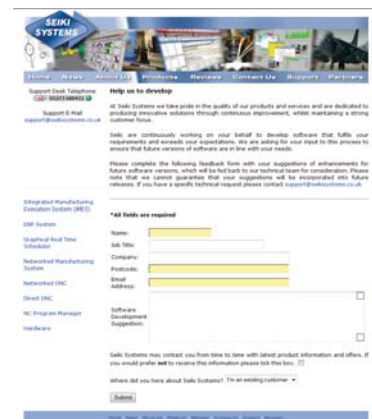 SEIKI
SYSTEMS
Home News About Us Products Reviews Contact Us Support Partners
Support Desk Telephone
Support E-Mail
support@seikisystems.co.uk
Integrated Manufacturing
Execution System (iMES)
ERP System
Graphical Real Time
Scheduler
Networked Manufacturing
System
Networked DNC
Direct DNC
NC Program Manager
Hardware
Help us to develop
At Seiki Systems we take pride in the quality of our products and services and are dedicated to
producing innovative solutions through continuous improvement, whilst maintaining a strong
customer focus.
Seiki are continuously working on your behalf to develop software that fulfils your
requirements and exceeds your expectations. We are asking for your input to this process to
ensure that future versions of software are in line with your needs.
Please complete the following feedback form with your suggestions of enhancements for
future software versions, which will be fed back to our technical team for consideration. Please
note that we cannot guarantee that your suggestions will be incorporated into future
releases. If you have a specific technical request please contact support@seikisystems.co.uk
*All fields are required
Name:
Job Title:
Company:
Postcode:
Email
Address:
Software
Development
Suggestion:
Seiki Systems may contact you from time to time with latest product information and offers. If
you would prefer not to receive this information please tick this box.
Where did you here about Seiki Systems? I'm an existing customer
Submit
Home News About Us Products Reviews Contact Us Support Partners